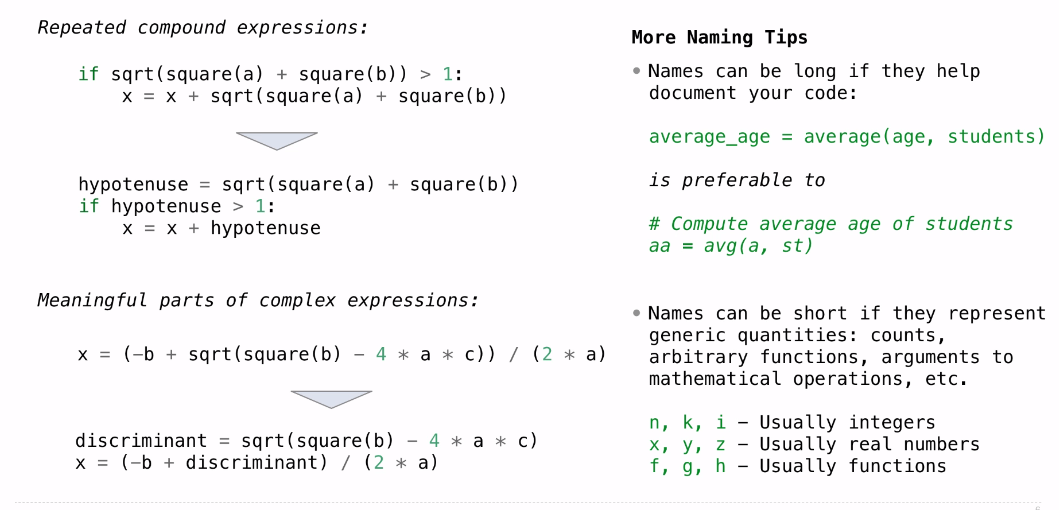 Repeated compound expressions:
if sqrt(square(a) + square(b)) > 1:
    x = x + sqrt(square(a) + square(b))
hypotenuse = sqrt(square(a) + square(b))
if hypotenuse > 1:
    x = x + hypotenuse
Meaningful parts of complex expressions:
x = (−b + sqrt(square(b) − 4 * a * c)) / (2 * a)
discriminant = sqrt(square(b) − 4 * a * c)
x = (−b + discriminant) / (2 * a)
More Naming Tips
• Names can be long if they help
document your code:
average_age = average(age, students)
is preferable to
# Compute average age of students
aa = avg(a, st)
• Names can be short if they represent
generic quantities: counts,
arbitrary functions, arguments to
mathematical operations, etc.
n, k, i − Usually integers
x, y, z − Usually real numbers
f, g, h − Usually functions